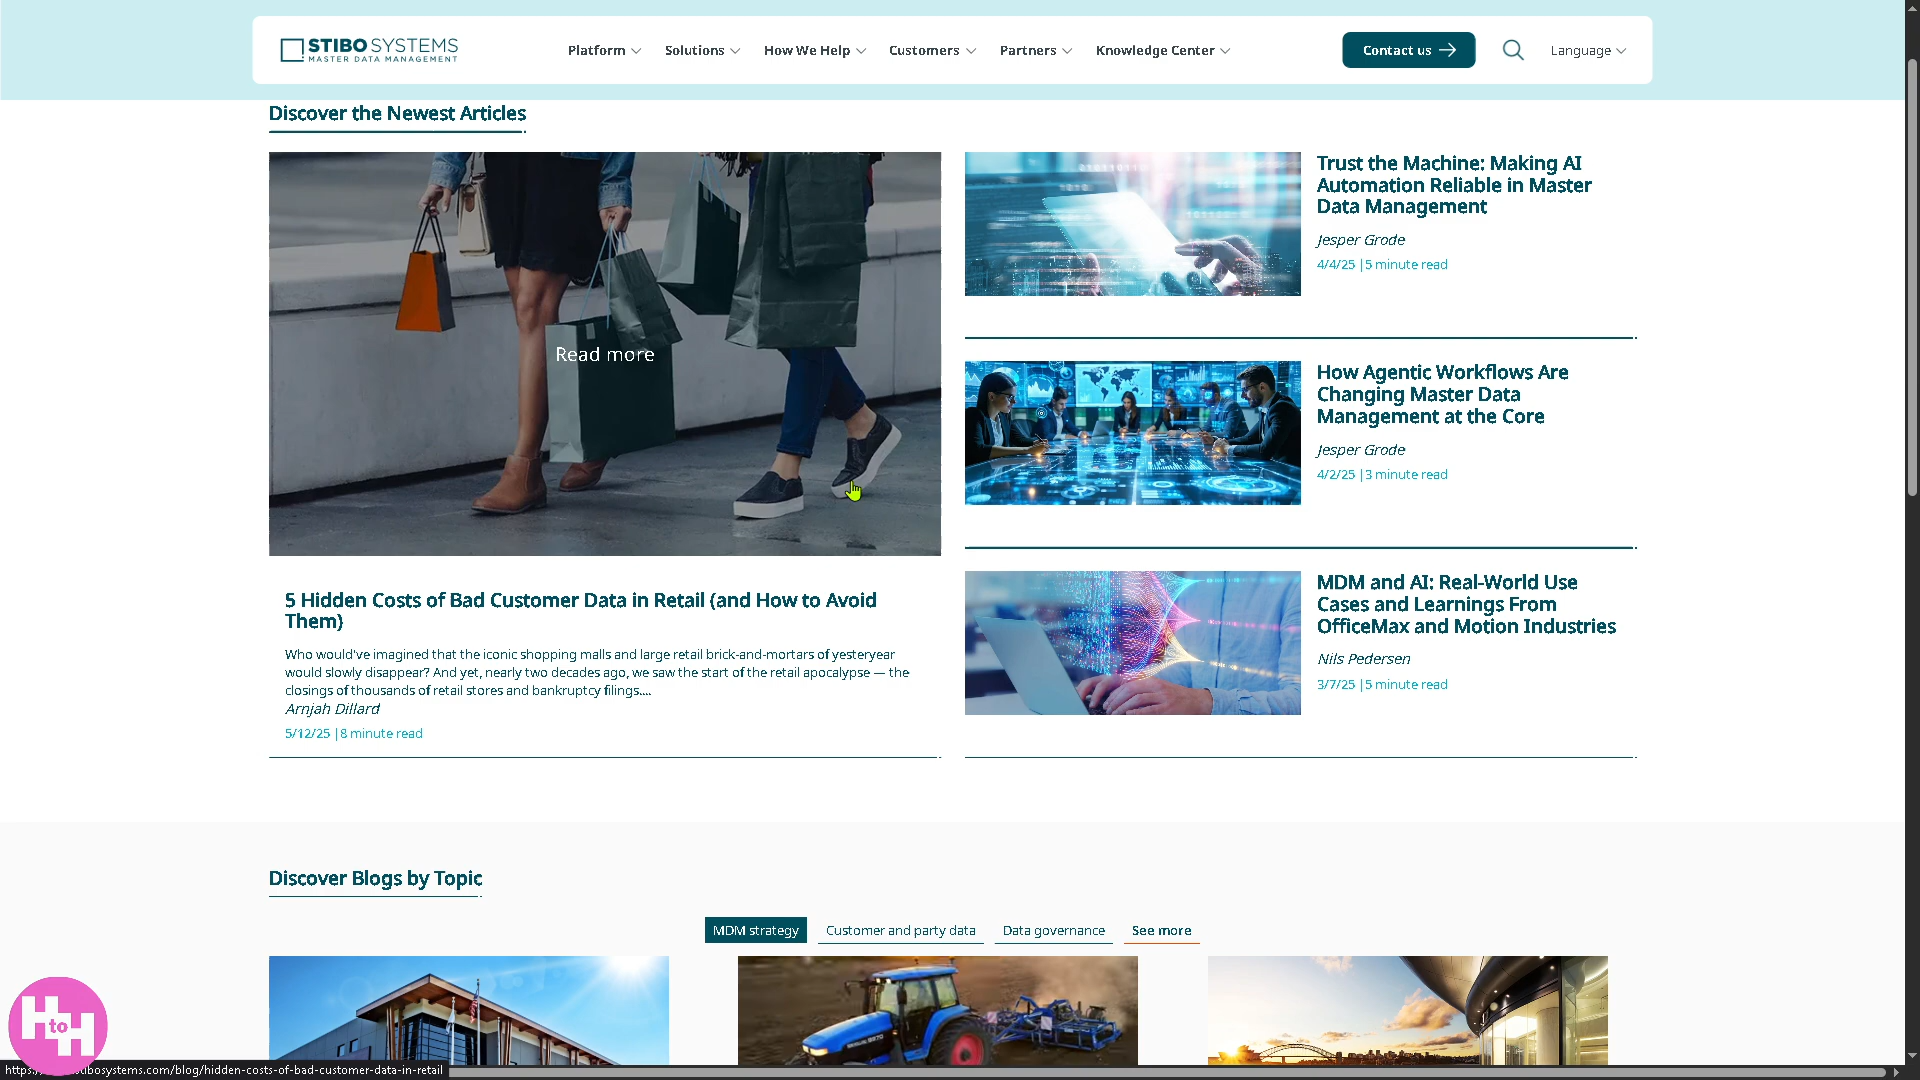 STIBO SYSTEMS
MASTER DATA MANAGEMENT
Platform
Solutions
How We Help
Customers
Partners
Knowledge Center
Contact us
Language
Discover the Newest Articles
Read more
5 Hidden Costs of Bad Customer Data in Retail (and How to Avoid
Them)
Who would've imagined that the iconic shopping malls and large retail brick-and-mortars of yesteryear
would slowly disappear? And yet, nearly two decades ago, we saw the start of the retail apocalypse — the
closings of thousands of retail stores and bankruptcy filings....
Arnjah Dillard
5/12/25 |8 minute read
Trust the Machine: Making AI
Automation Reliable in Master
Data Management
Jesper Grode
4/4/25 |5 minute read
How Agentic Workflows Are
Changing Master Data
Management at the Core
Jesper Grode
4/2/25 |3 minute read
MDM and AI: Real-World Use
Cases and Learnings From
OfficeMax and Motion Industries
Nils Pedersen
3/7/25 |5 minute read
Discover Blogs by Topic
MDM strategy
Customer and party data
Data governance
See more
H to H
https: tibosystems.com/blog/hidden-costs-of-bad-customer-data-in-retail